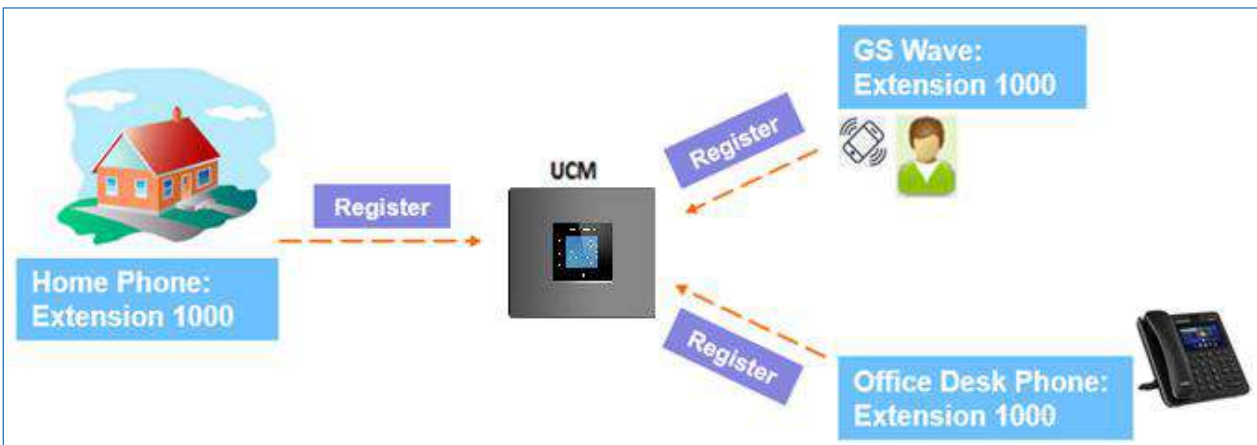 GS Wave:
Extension 1000
Register
UCM
Register
Home Phone:
Extension 1000
Register
Office Desk Phone:
Extension 1000